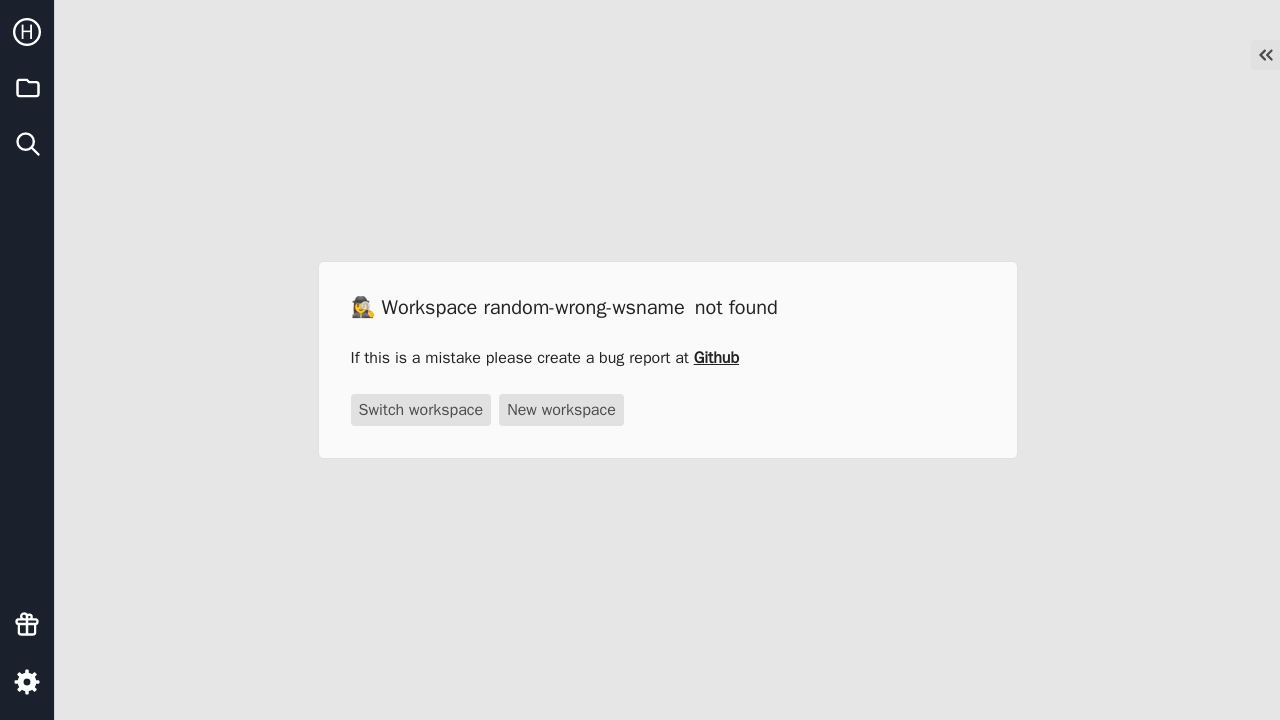 H
🕵️‍♀️ Workspace random-wrong-wsname not found
If this is a mistake please create a bug report at Github
Switch workspace New workspace